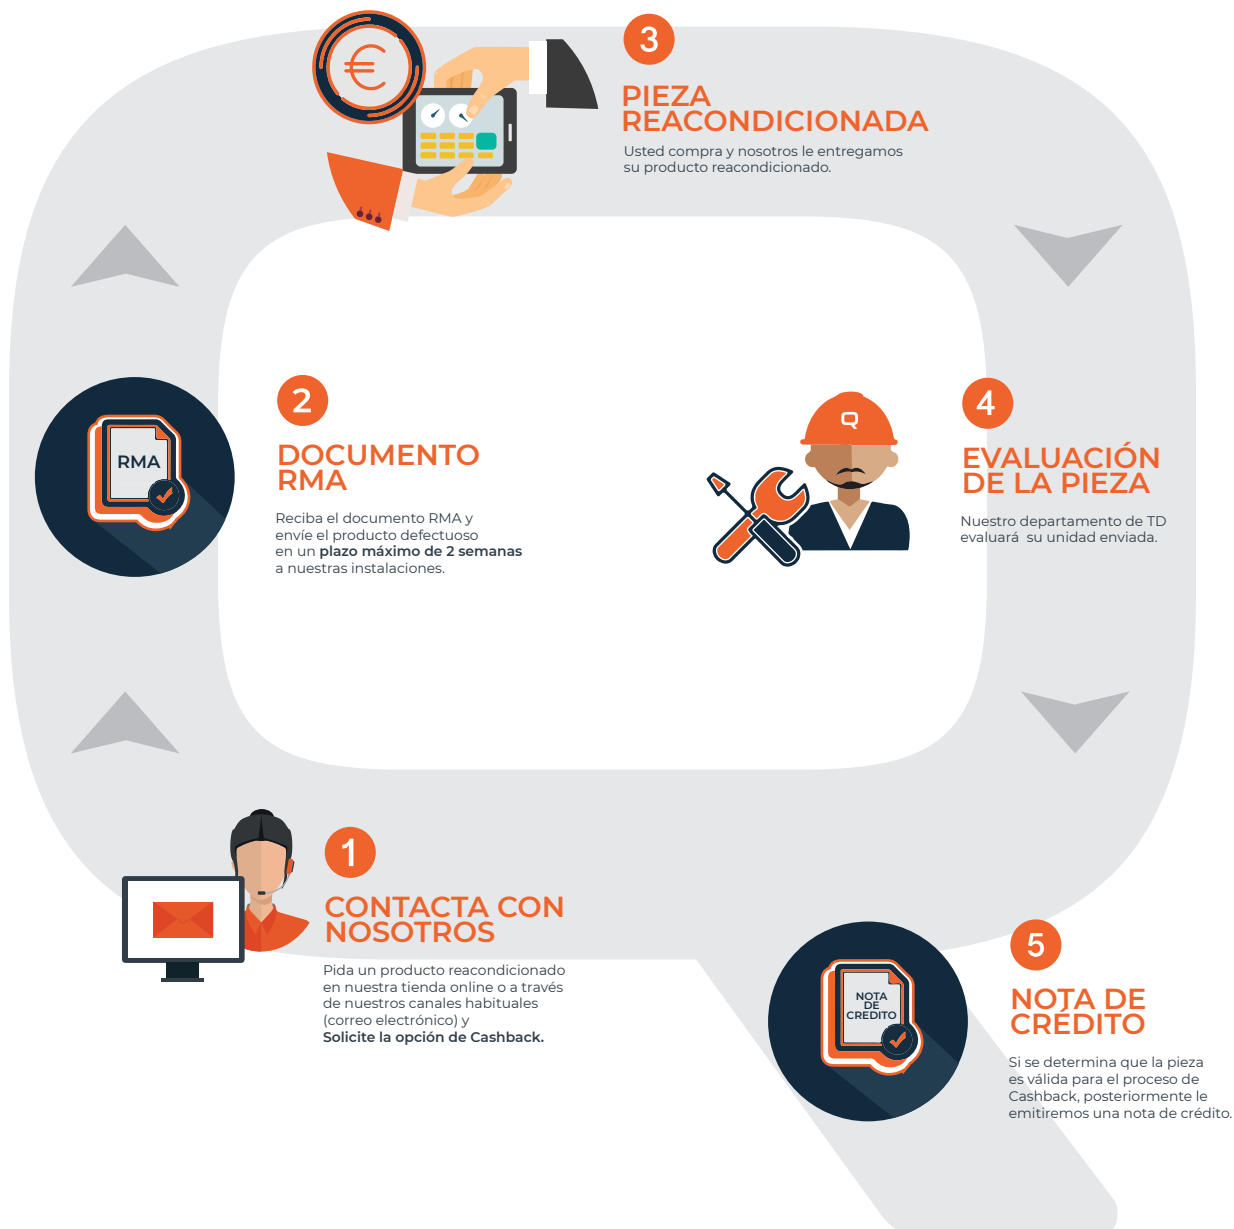 1
CONTACTA CON
NOSOTROS
Pida un producto reacondicionado
en nuestra tienda online o a través
de nuestros canales habituales
(correo electrónico) y
Solicite la opción de Cashback.
2
DOCUMENTO
RMA
Reciba el documento RMA y
envíe el producto defectuoso
en un plazo máximo de 2 semanas
a nuestras instalaciones.
RMA
3
PIEZA
REACONDICIONADA
Usted compra y nosotros le entregamos
su producto reacondicionado.
€
4
EVALUACIÓN
DE LA PIEZA
Nuestro departamento de TD
evaluará su unidad enviada.
Q
5
NOTA DE
CRÉDITO
Si se determina que la pieza
es válida para el proceso de
Cashback, posteriormente le
emitiremos una nota de crédito.
NOTA
DE
CREDITO